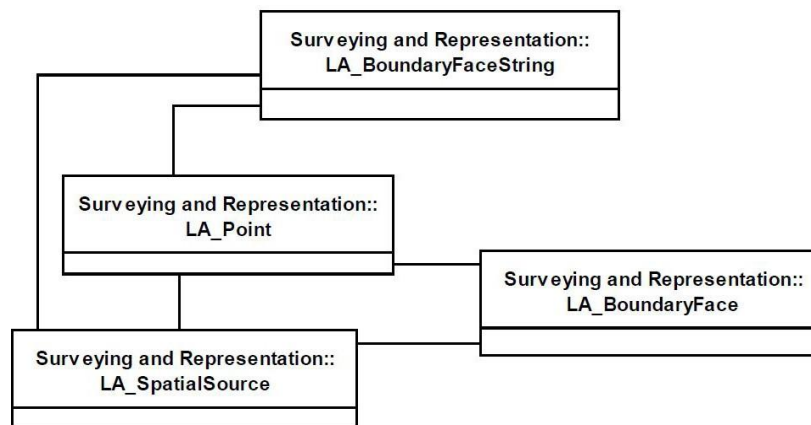 Surveying and Representation::
LA_BoundaryFaceString
Surveying and Representation::
LA_Point
Surveying and Representation::
LA_BoundaryFace
Surveying and Representation::
LA_SpatialSource